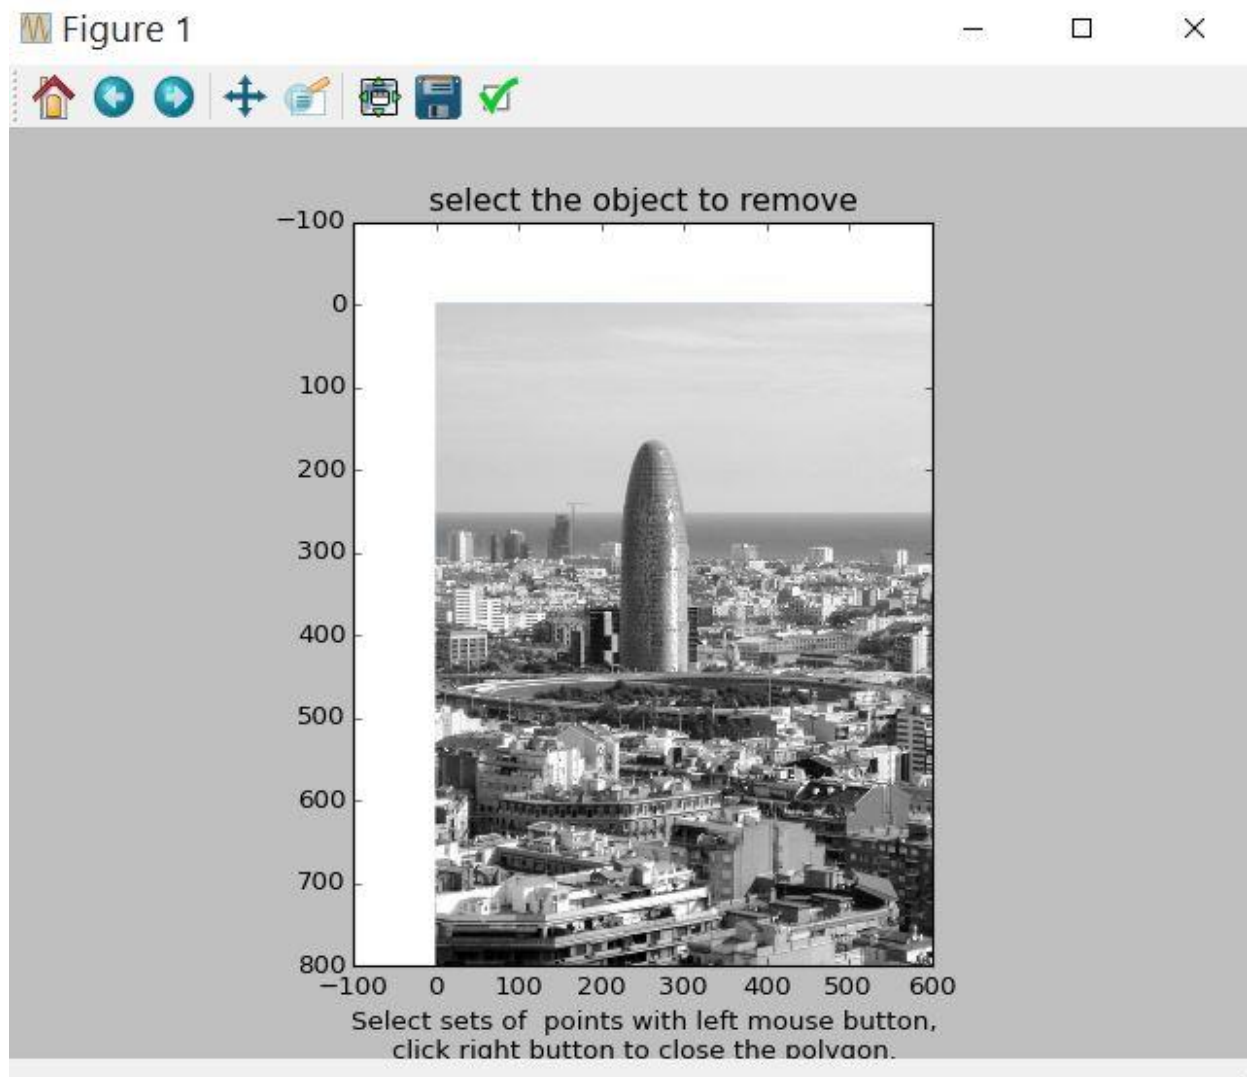 Figure 1
select the object to remove
−100
0
100
200
300
400
500
600
700
800
−100 0 100 200 300 400 500 600
Select sets of  points with left mouse button,
click right button to close the polygon.